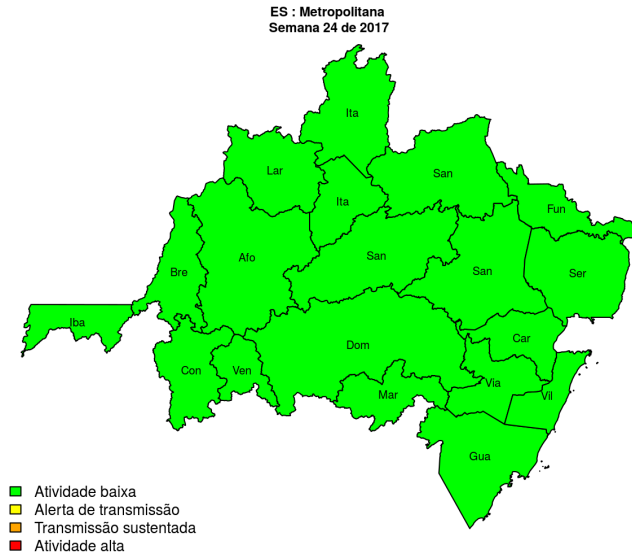 ES : Metropolitana
Semana 24 de 2017
Ita
Lar
San
Ita
Fun
Afo
San
San
Bre
Ser
Iba
Car
Dom
Con
Ven
Via
Mar
Vil
Gua
Atividade baixa
Alerta de transmissão
Transmissão sustentada
Atividade alta